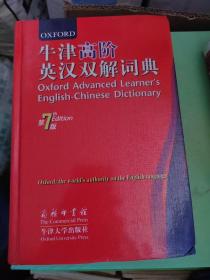 OXFORD
牛津高阶
英汉双解词典
Oxford Advanced Learner's
English-Chinese Dictionary
第7版
7th Edition
Oxford: the world's authority on the English language
商务印书馆
The Commercial Press
牛津大学出版社
Oxford University Press